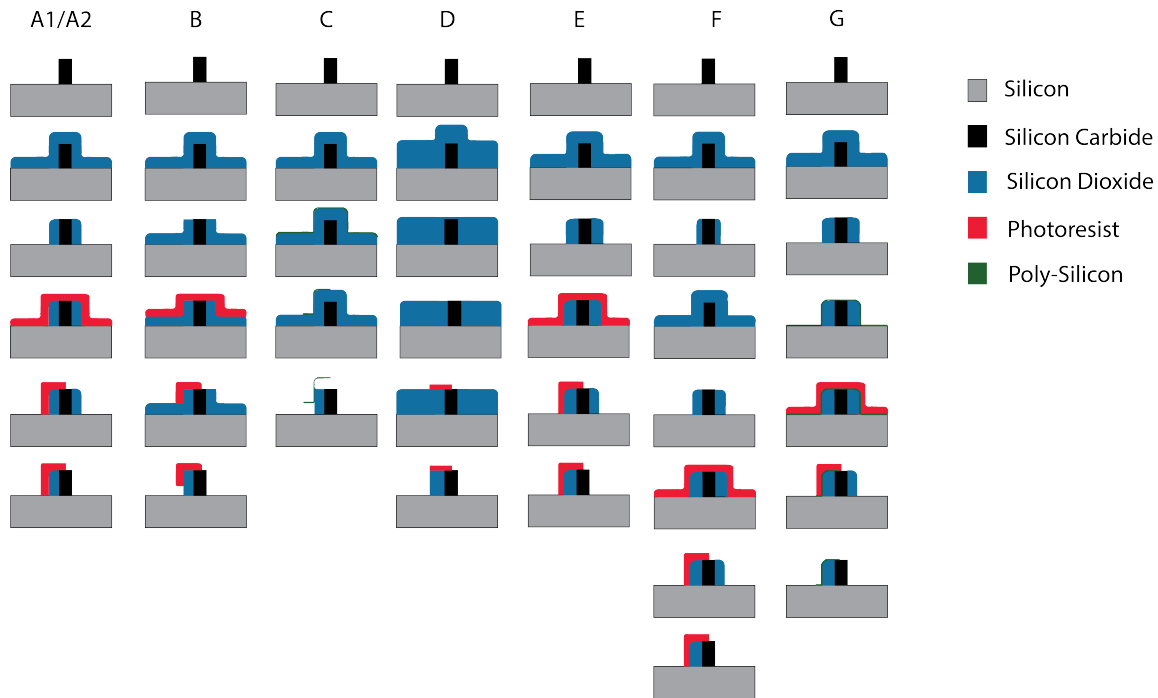 A1/A2 B C D E F G
Silicon
Silicon Carbide
Silicon Dioxide
Photoresist
Poly-Silicon